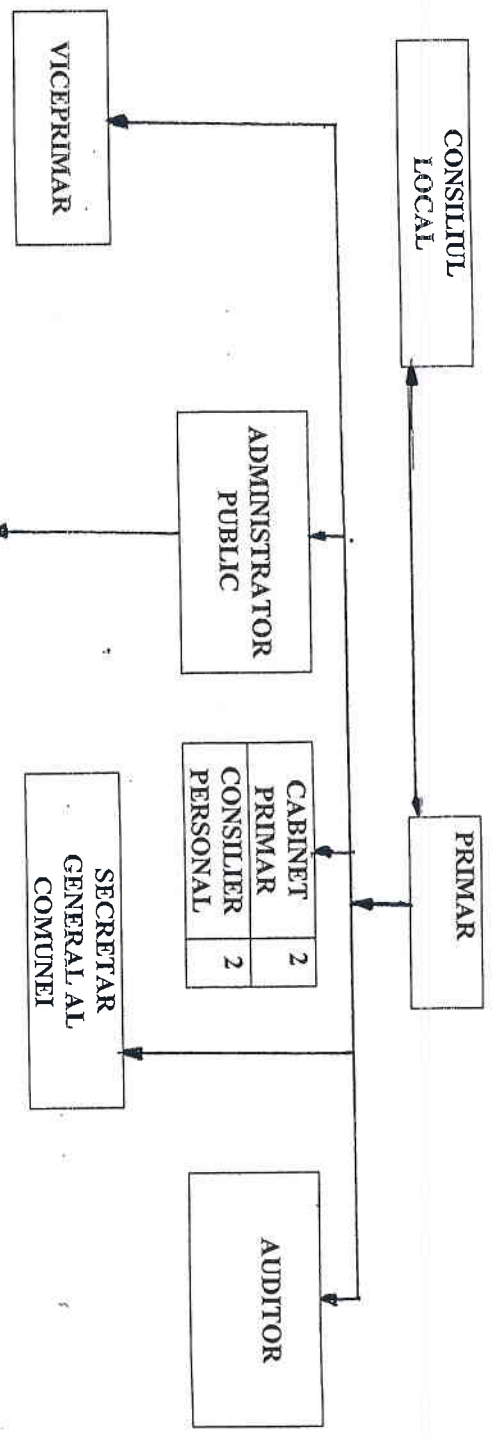 CONSILIUL
LOCAL
PRIMAR
VICEPRIMAR
ADMINISTRATOR
PUBLIC
CABINET
PRIMAR
2
CONSILIER
PERSONAL
2
SECRETAR
GENERAL AL
COMUNEI
AUDITOR